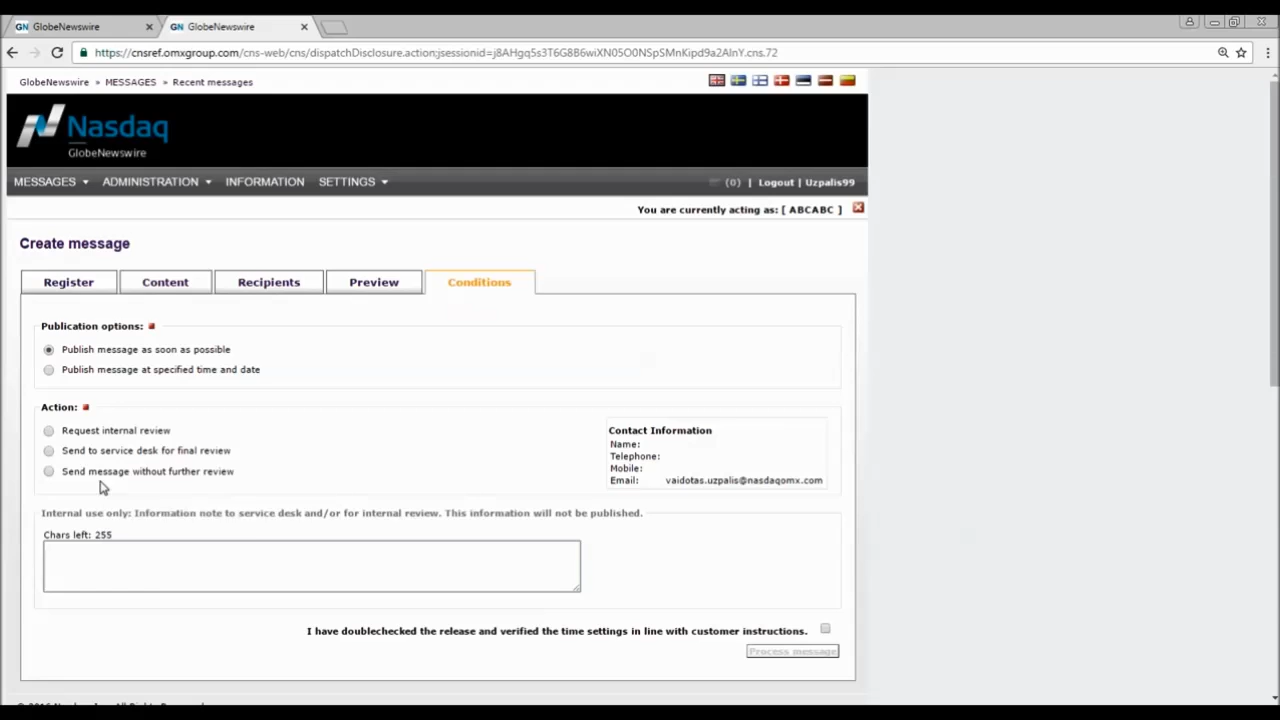 GN GlobeNewswire
GN GlobeNewswire
https://cnsref.omxgroup.com/cns-web/cns/dispatchDisclosure.action;jsessionid=j8AHgq5s3T6G8B6wiXN05O0NSpSMnKipd9a2AlnY.cns.72
GlobeNewswire » MESSAGES » Recent messages
Nasdaq
GlobeNewswire
MESSAGES ADMINISTRATION INFORMATION SETTINGS (0) | Logout | Uzpalis99
You are currently acting as: [ ABCABC ]
Create message
Register Content Recipients Preview Conditions
Publication options:
Publish message as soon as possible
Publish message at specified time and date
Action:
Request internal review
Send to service desk for final review
Send message without further review
Contact Information
Name:
Telephone:
Mobile:
Email: vaidotas.uzpalis@nasdaqomx.com
Internal use only: Information note to service desk and/or for internal review. This information will not be published.
Chars left: 255
I have doublechecked the release and verified the time settings in line with customer instructions.
Process message